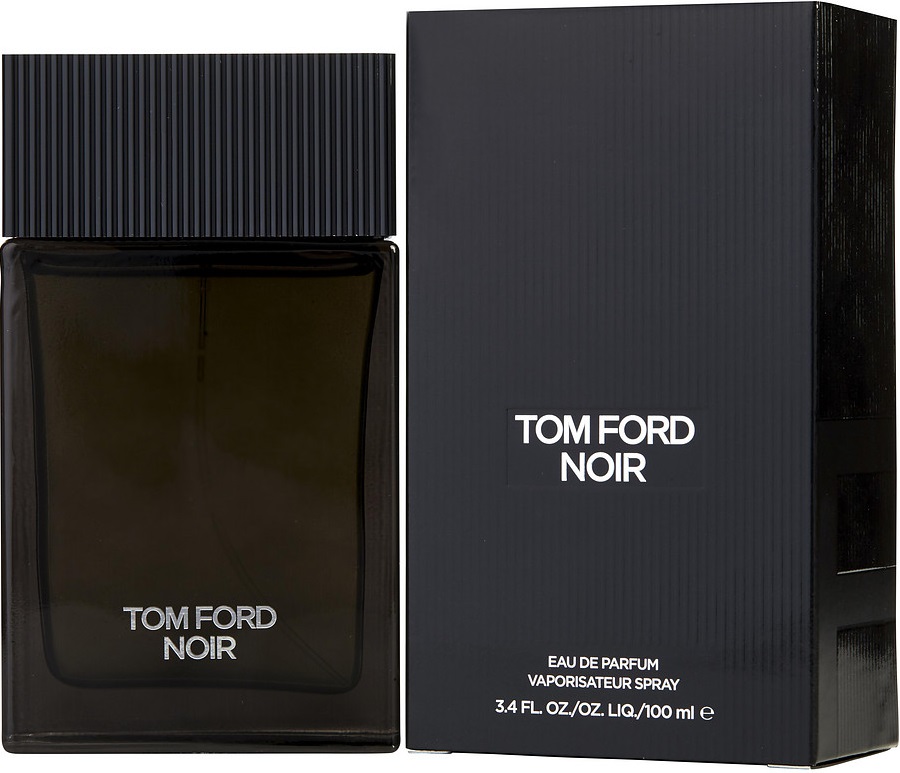 TOM FORD
NOIR
TOM FORD
NOIR
EAU DE PARFUM
VAPORISATEUR SPRAY
3.4 FL. OZ./OZ. LIQ./100 ml ℮